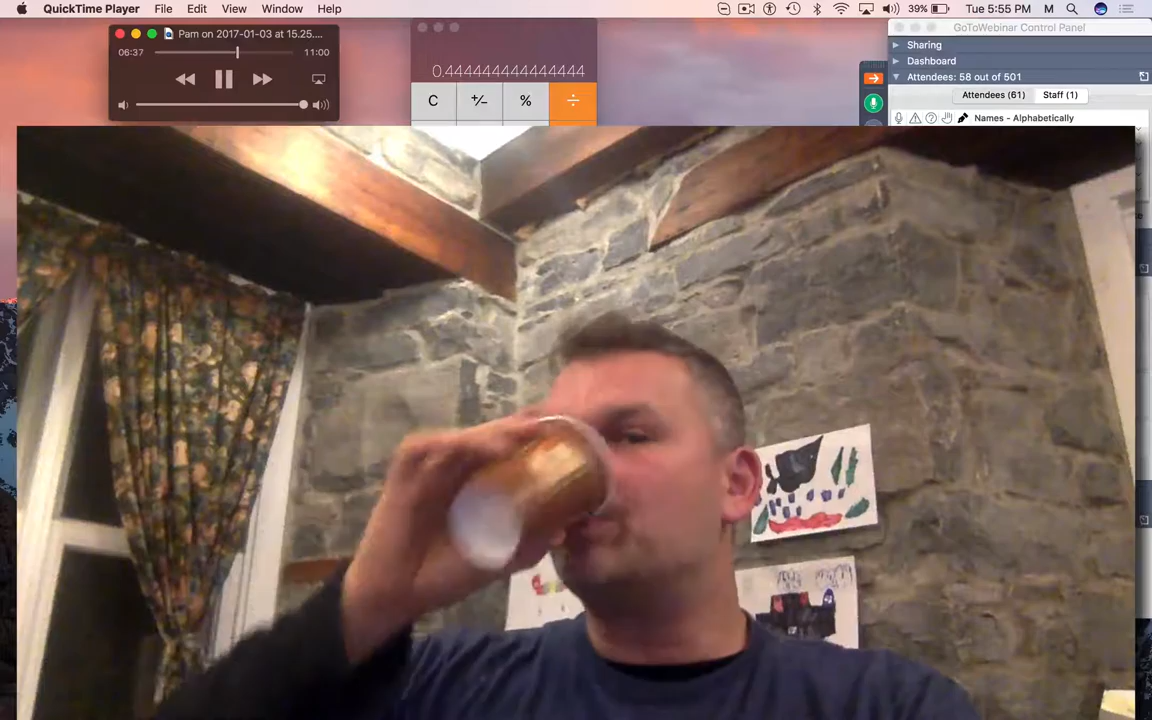 QuickTime Player File Edit View Window Help 39% Tue 5:55 PM M
Pam on 2017-01-03 at 15.25....
06:37 11:00
0.444444444444444
C +/- % ÷
GoToWebinar Control Panel
Sharing
Dashboard
Attendees: 58 out of 501
Attendees (61) Staff (1)
Names - Alphabetically